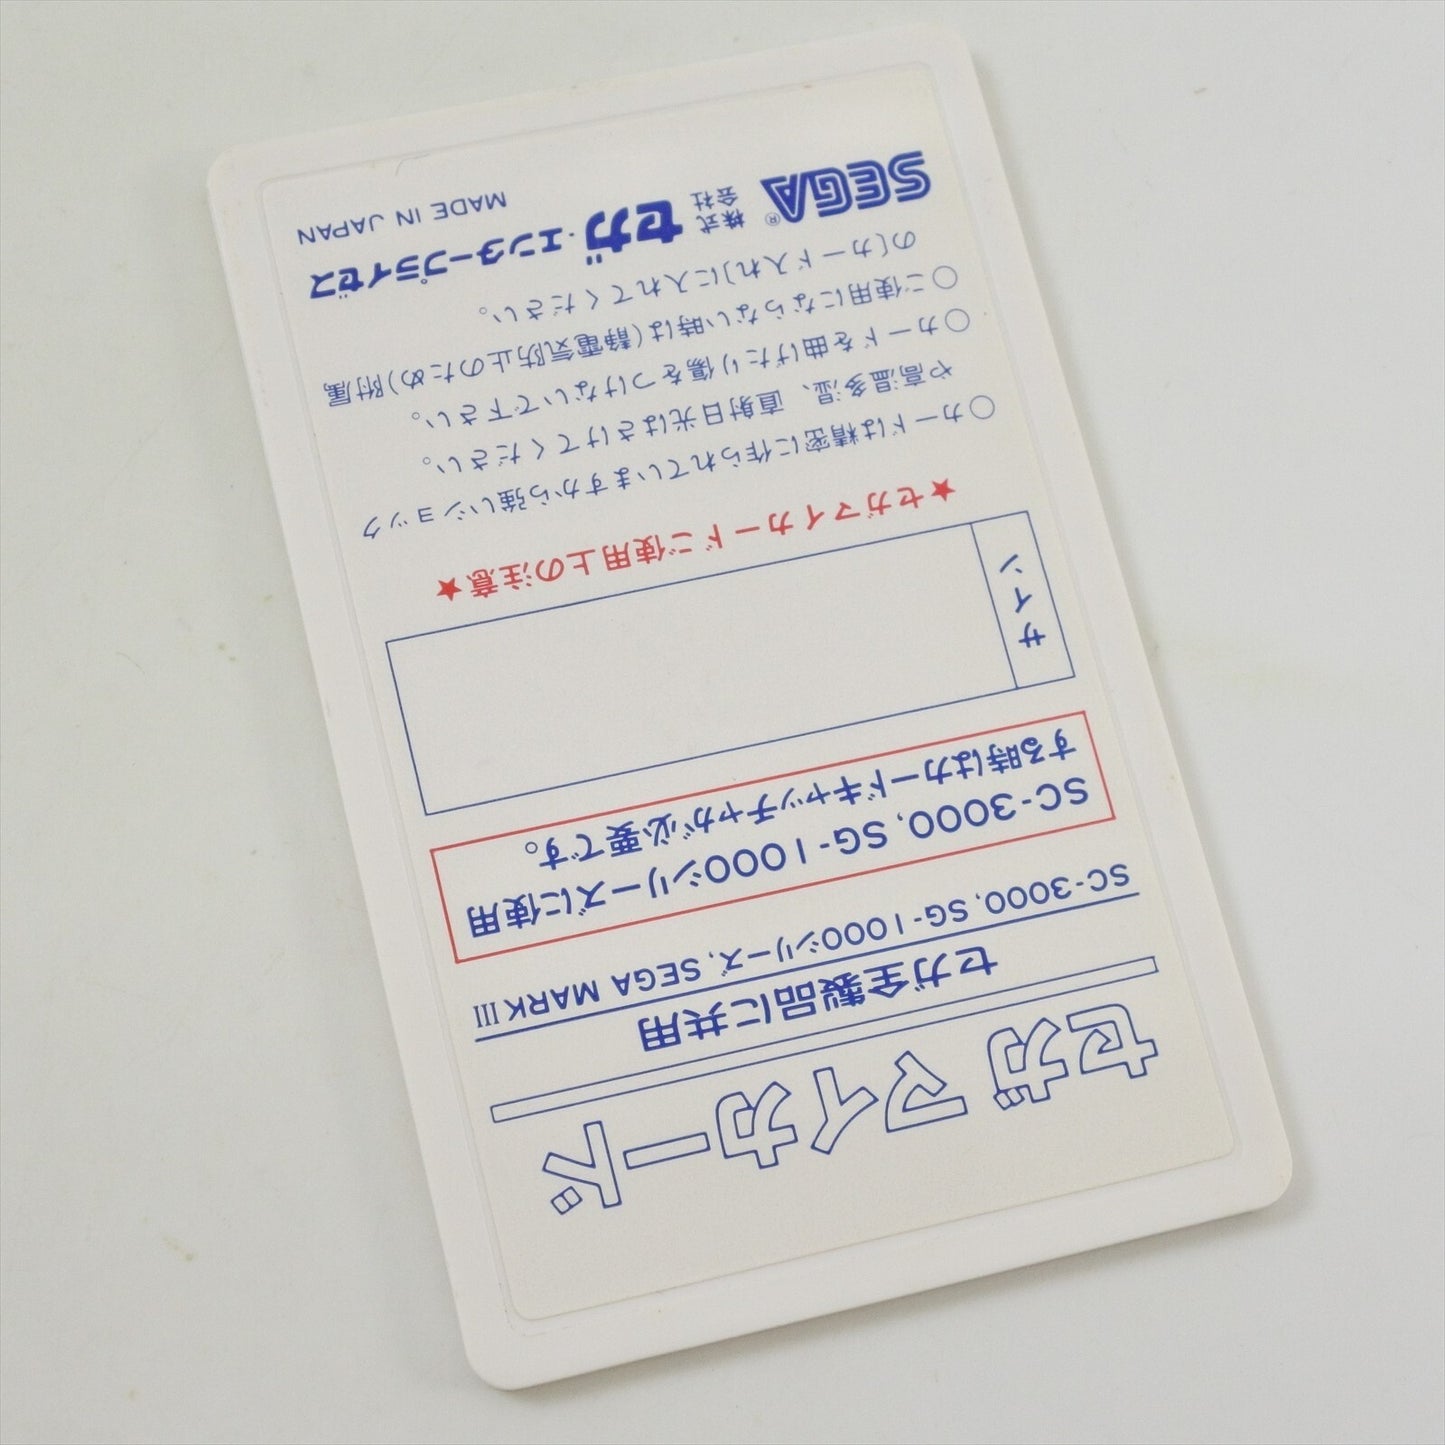 セガ マイカード
セガ全製品に共用
SC-3000, SG-1000シリーズ, SEGA MARK III
SC-3000, SG-1000シリーズに使用
する時はカードキャッチャが必要です。
サイン
★セガマイカードご使用上の注意★
○カードは精密に作られていますから強いショック
や高温多湿、直射日光はさけてください。
○カードを曲げたり傷をつけないで下さい。
○ご使用にならない時は(静電気防止のため)附属
の〔カード入れ〕に入れてください。
SEGA® 株式会社 セガ・エンタープライゼス
MADE IN JAPAN